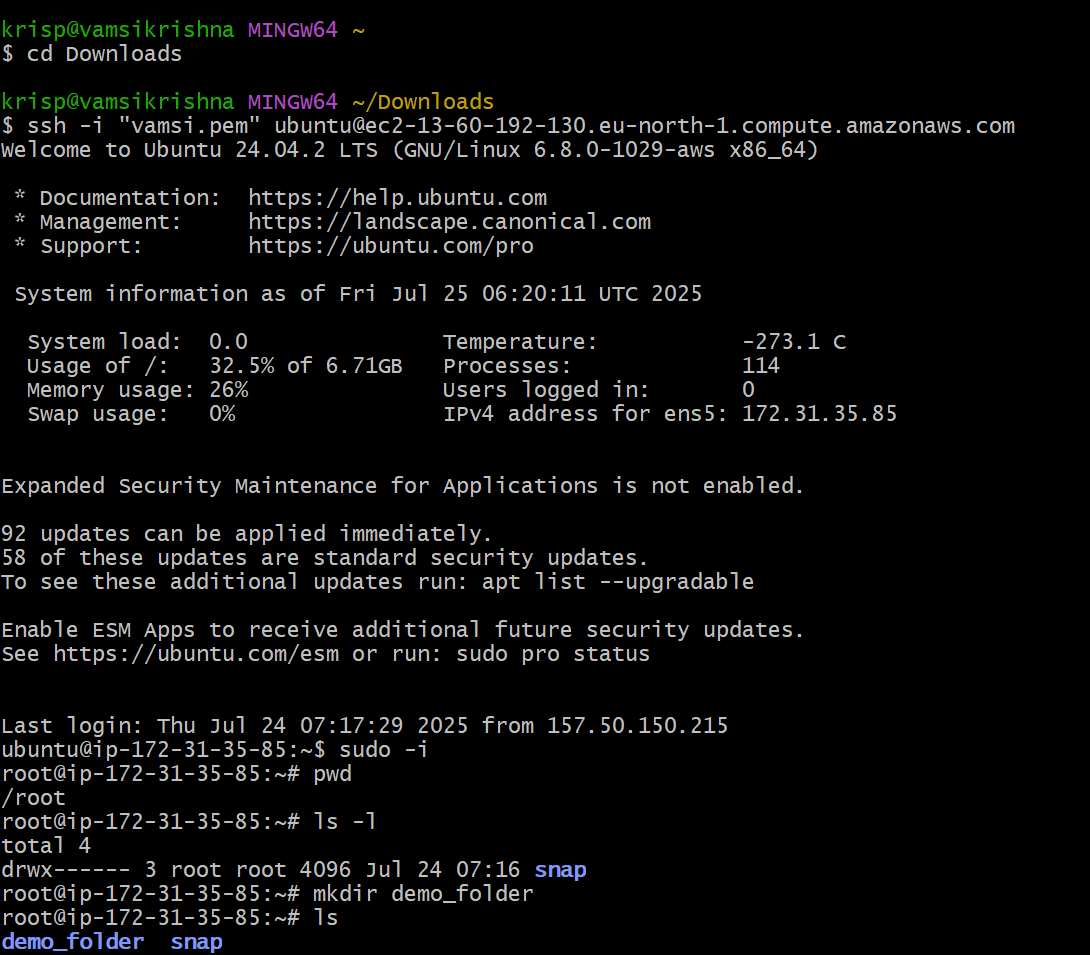 krisp@vamsikrishna MINGW64 ~
$ cd Downloads
krisp@vamsikrishna MINGW64 ~/Downloads
$ ssh -i "vamsi.pem" ubuntu@ec2-13-60-192-130.eu-north-1.compute.amazonaws.com
Welcome to Ubuntu 24.04.2 LTS (GNU/Linux 6.8.0-1029-aws x86_64)
* Documentation:  https://help.ubuntu.com
* Management:     https://landscape.canonical.com
* Support:        https://ubuntu.com/pro
System information as of Fri Jul 25 06:20:11 UTC 2025
System load:  0.0               Temperature:           -273.1 C
Usage of /:   32.5% of 6.71GB   Processes:             114
Memory usage: 26%               Users logged in:       0
Swap usage:   0%                IPv4 address for ens5: 172.31.35.85
Expanded Security Maintenance for Applications is not enabled.
92 updates can be applied immediately.
58 of these updates are standard security updates.
To see these additional updates run: apt list --upgradable
Enable ESM Apps to receive additional future security updates.
See https://ubuntu.com/esm or run: sudo pro status
Last login: Thu Jul 24 07:17:29 2025 from 157.50.150.215
ubuntu@ip-172-31-35-85:~$ sudo -i
root@ip-172-31-35-85:~# pwd
/root
root@ip-172-31-35-85:~# ls -l
total 4
drwx------ 3 root root 4096 Jul 24 07:16 snap
root@ip-172-31-35-85:~# mkdir demo_folder
root@ip-172-31-35-85:~# ls
demo_folder  snap